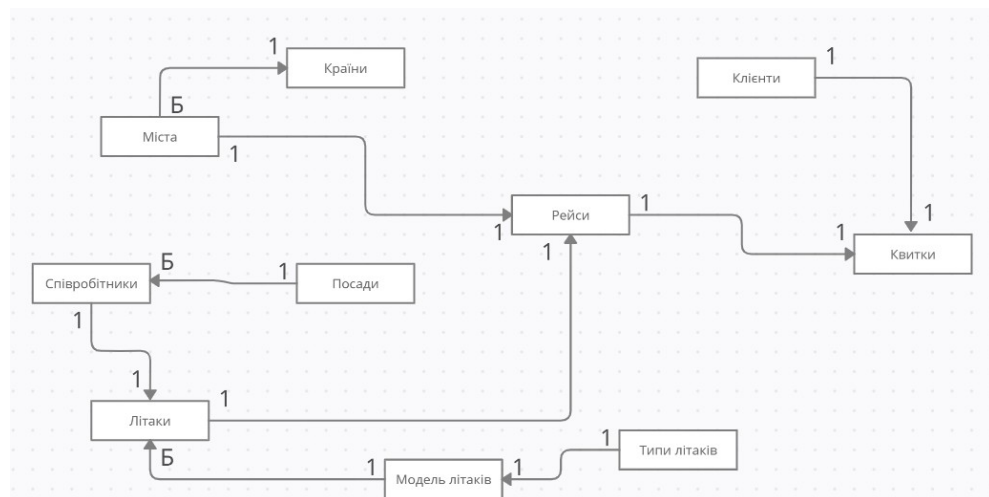 1
Країни
1
Клієнти
Б
Міста
1
1
Рейси
1
1
1
1
Квитки
1
Співробітники
Б
1
Посади
1
1
Літаки
1
Б
1
Модель літаків
1
1
Типи літаків